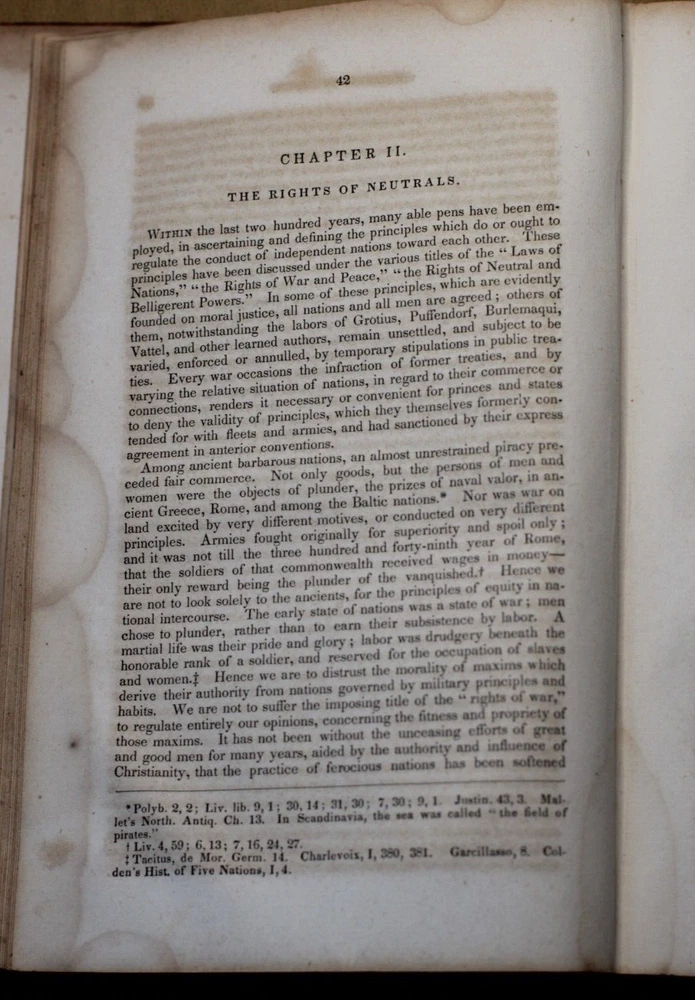 42
CHAPTER II.
THE RIGHTS OF NEUTRALS.
WITHIN the last two hundred years, many able pens have been em-
ployed, in ascertaining and defining the principles which do or ought to
regulate the conduct of independent nations toward each other. These
principles have been discussed under the various titles of the "Laws of
Nations," "the Rights of War and Peace," "the Rights of Neutral and
Belligerent Powers." In some of these principles, which are evidently
founded on moral justice, all nations and all men are agreed; others of
them, notwithstanding the labors of Grotius, Puffendorf, Burlemaqui,
Vattel, and other learned authors, remain unsettled, and subject to be
varied, enforced or annulled, by temporary stipulations in public trea-
ties. Every war occasions the infraction of former treaties, and by
varying the relative situation of nations, in regard to their commerce or
connections, renders it necessary or convenient for princes and states
to deny the validity of principles, which they themselves formerly con-
tended for with fleets and armies, and had sanctioned by their express
agreement in anterior conventions.
Among ancient barbarous nations, an almost unrestrained piracy pre-
ceded fair commerce. Not only goods, but the persons of men and
women were the objects of plunder, the prizes of naval valor, in an-
cient Greece, Rome, and among the Baltic nations.* Nor was war on
land excited by very different motives, or conducted on very different
principles. Armies fought originally for superiority and spoil only;
and it was not till the three hundred and forty-ninth year of Rome,
that the soldiers of that commonwealth received wages in money—
their only reward being the plunder of the vanquished.† Hence we
are not to look solely to the ancients, for the principles of equity in na-
tional intercourse. The early state of nations was a state of war; men
chose to plunder, rather than to earn their subsistence by labor. A
martial life was their pride and glory; labor was drudgery beneath the
honorable rank of a soldier, and reserved for the occupation of slaves
and women.‡ Hence we are to distrust the morality of maxims which
derive their authority from nations governed by military principles and
habits. We are not to suffer the imposing title of the "rights of war,"
to regulate entirely our opinions, concerning the fitness and propriety of
those maxims. It has not been without the unceasing efforts of great
and good men for many years, aided by the authority and influence of
Christianity, that the practice of ferocious nations has been softened
*Polyb. 2, 2; Liv. lib. 9, 1; 30, 14; 31, 30; 7, 30; 9, 1. Justin. 43, 3. Mal-
let's North. Antiq. Ch. 13. In Scandinavia, the sea was called "the field of
pirates."
† Liv. 4, 59; 6, 13; 7, 16, 24, 27.
‡ Tacitus, de Mor. Germ. 14. Charlevoix, I, 380, 381. Garcillasso, 8. Col-
den's Hist. of Five Nations, I, 4.